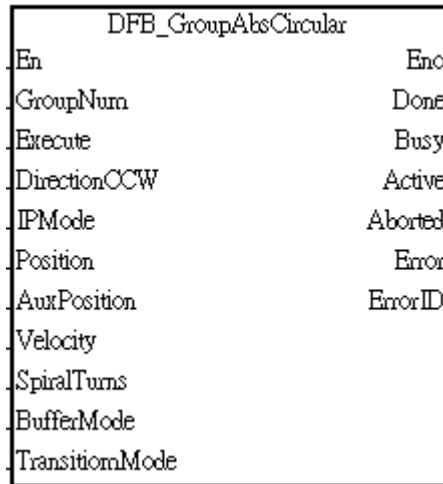 DFB_GroupAbsCircular
En Eno
GroupNum Done
Execute Busy
DirectionCCW Active
IPMode Aborted
Position Error
AuxPosition ErrorID
Velocity
SpiralTurns
BufferMode
TransitiomMode